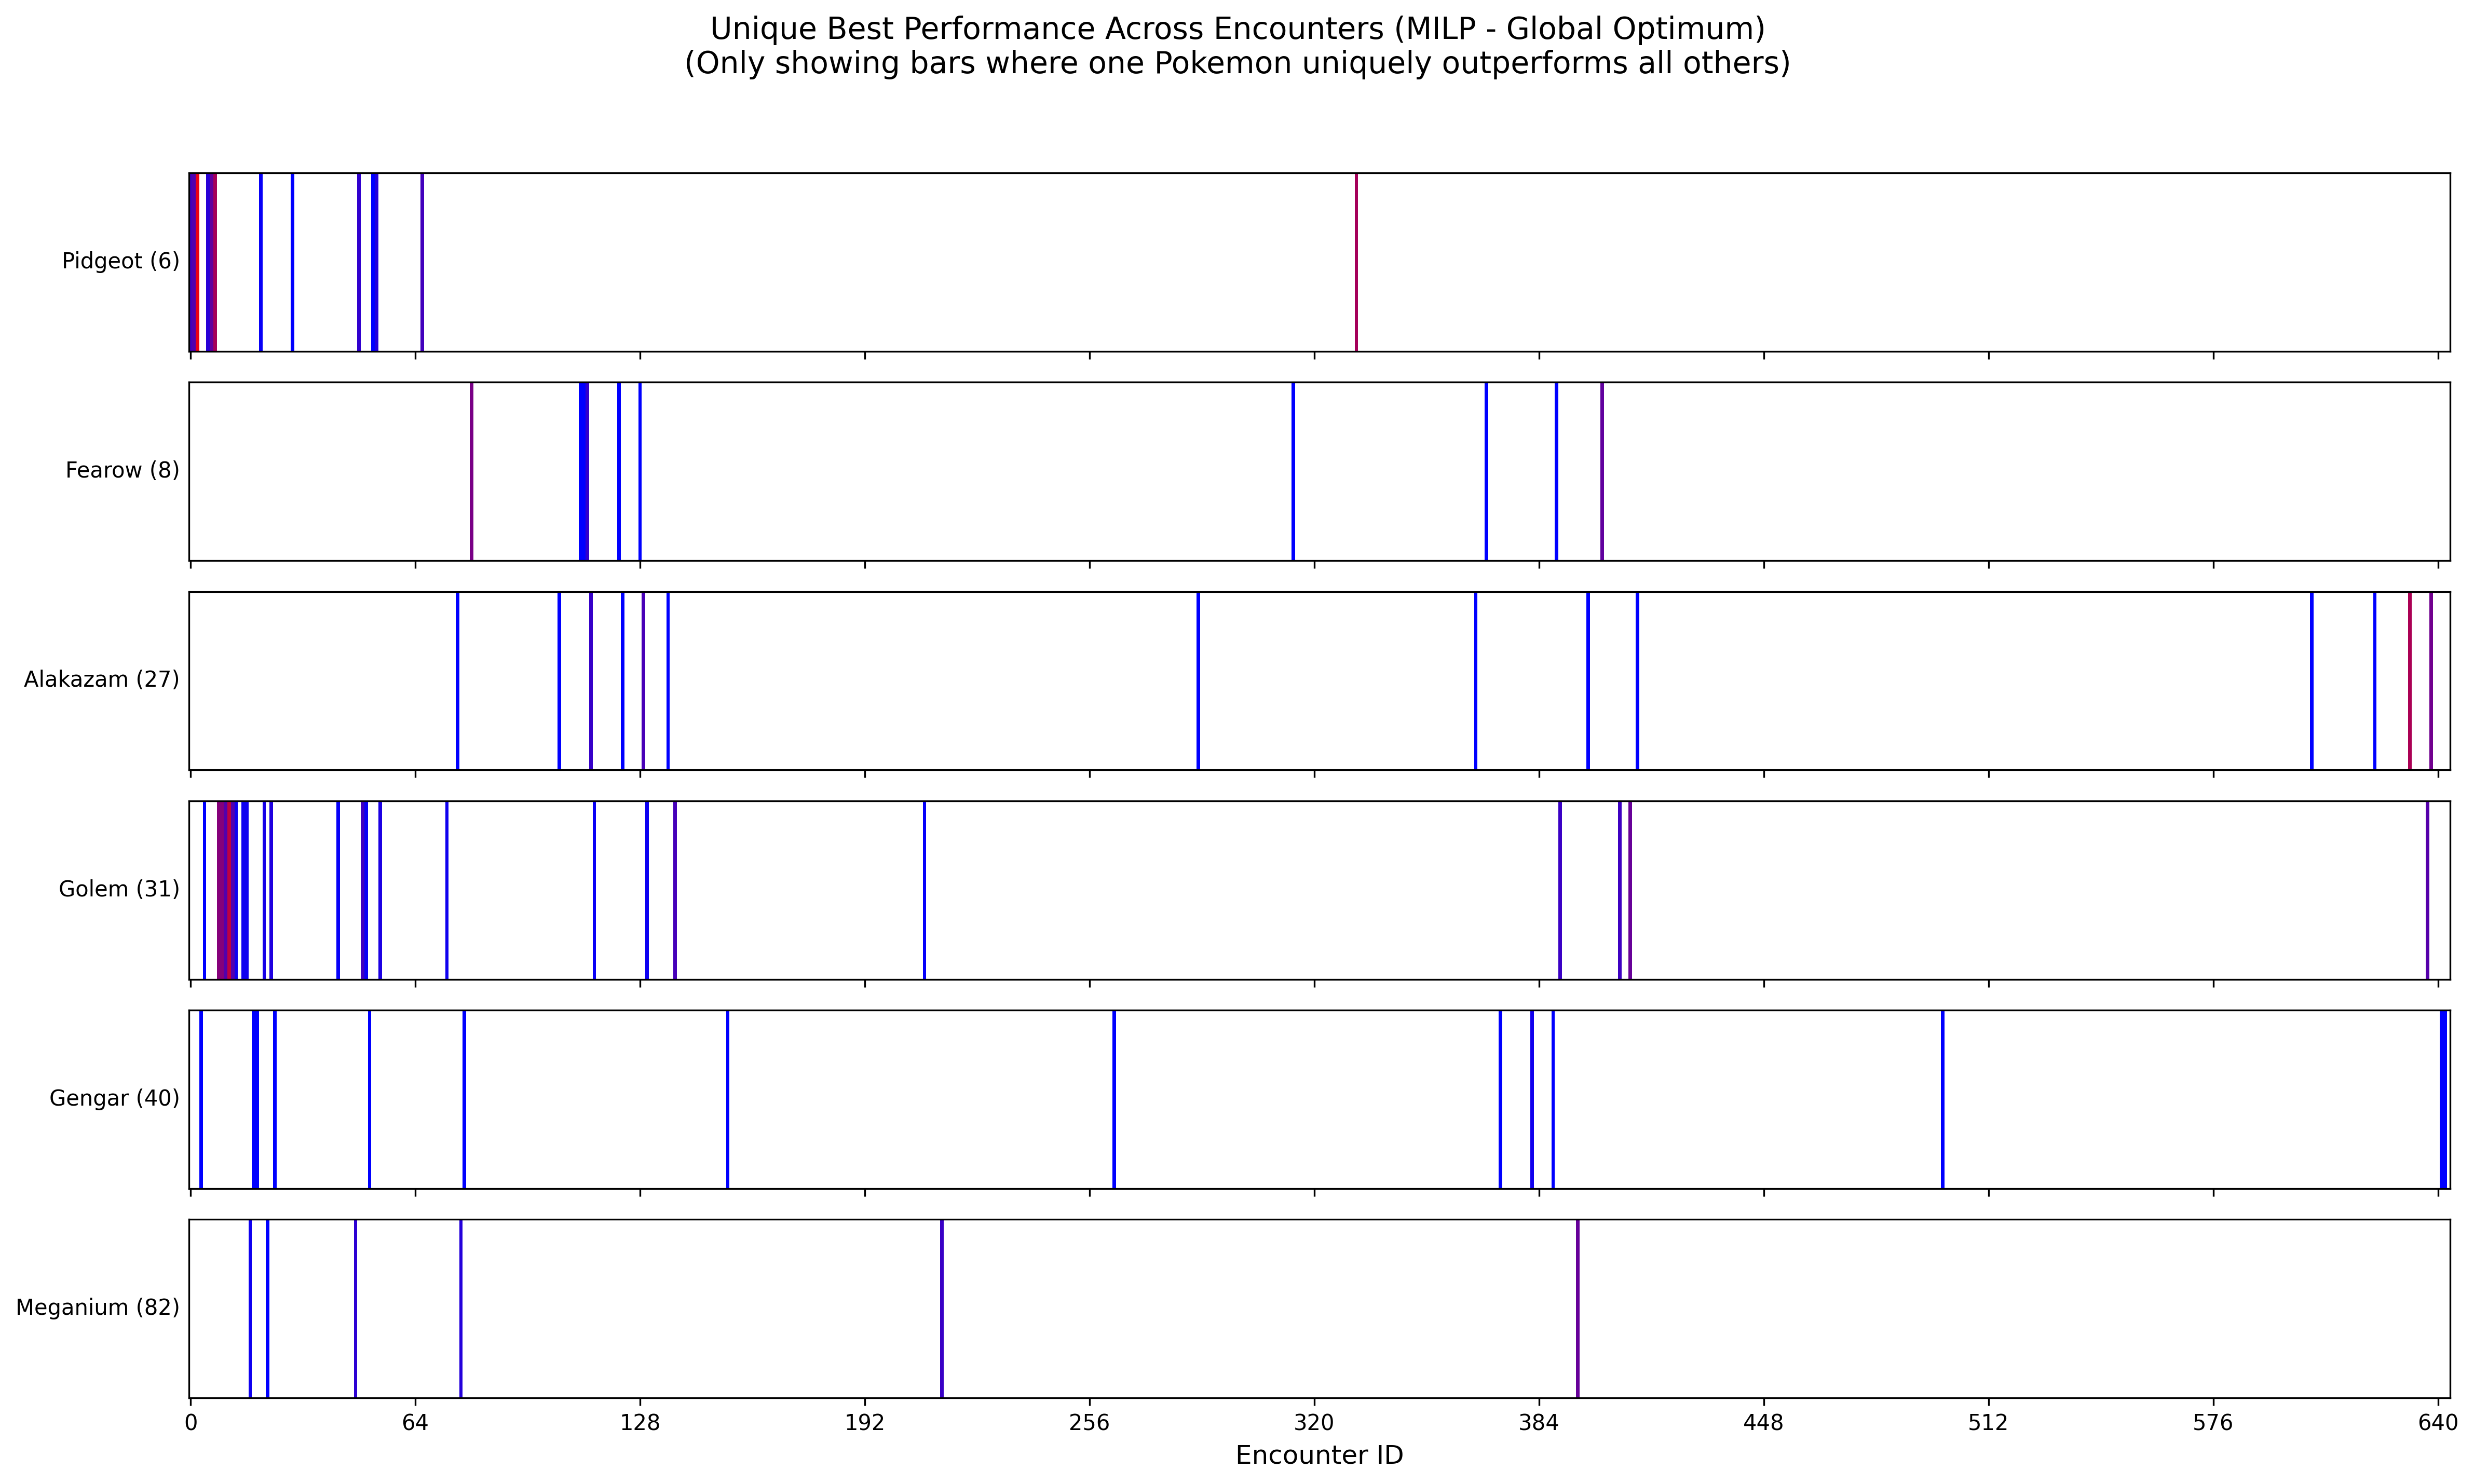 Unique Best Performance Across Encounters (MILP - Global Optimum)
(Only showing bars where one Pokemon uniquely outperforms all others)
Pidgeot (6)
Fearow (8)
Alakazam (27)
Golem (31)
Gengar (40)
Meganium (82)
0 64 128 192 256 320 384 448 512 576 640
Encounter ID